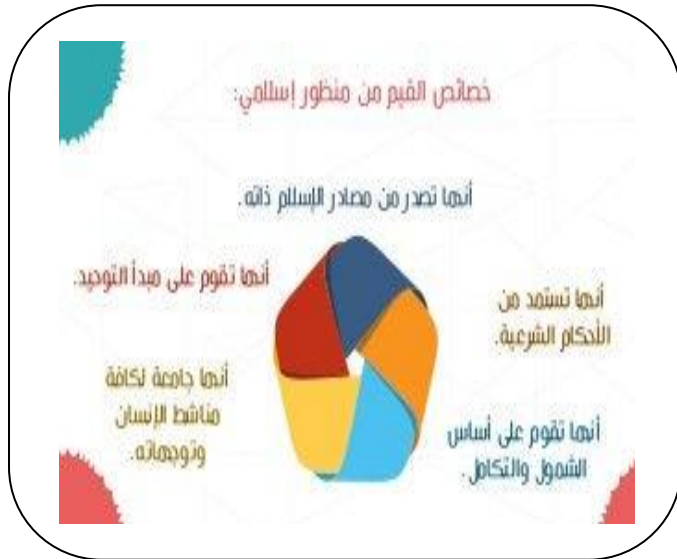 خصائص القيم من منظور إسلامي:
أنها تصدر من مصادر الإسلام ذاته.
أنها تقوم على مبدأ التوحيد.
أنها تستمد من
الأحكام الشرعية.
أنها جامعة لكافة
مناشط الإنسان
وتوجهاته.
أنها تقوم على أساس
الشمول والتكامل.